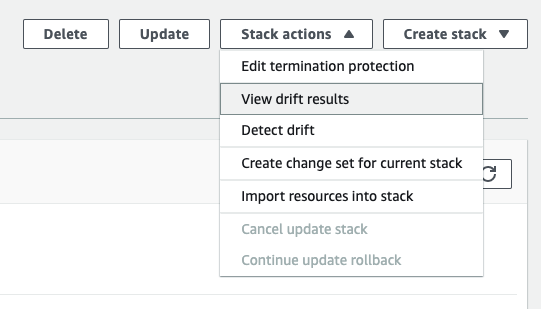 Delete
Update
Stack actions
Create stack
Edit termination protection
View drift results
Detect drift
Create change set for current stack
Import resources into stack
Cancel update stack
Continue update rollback